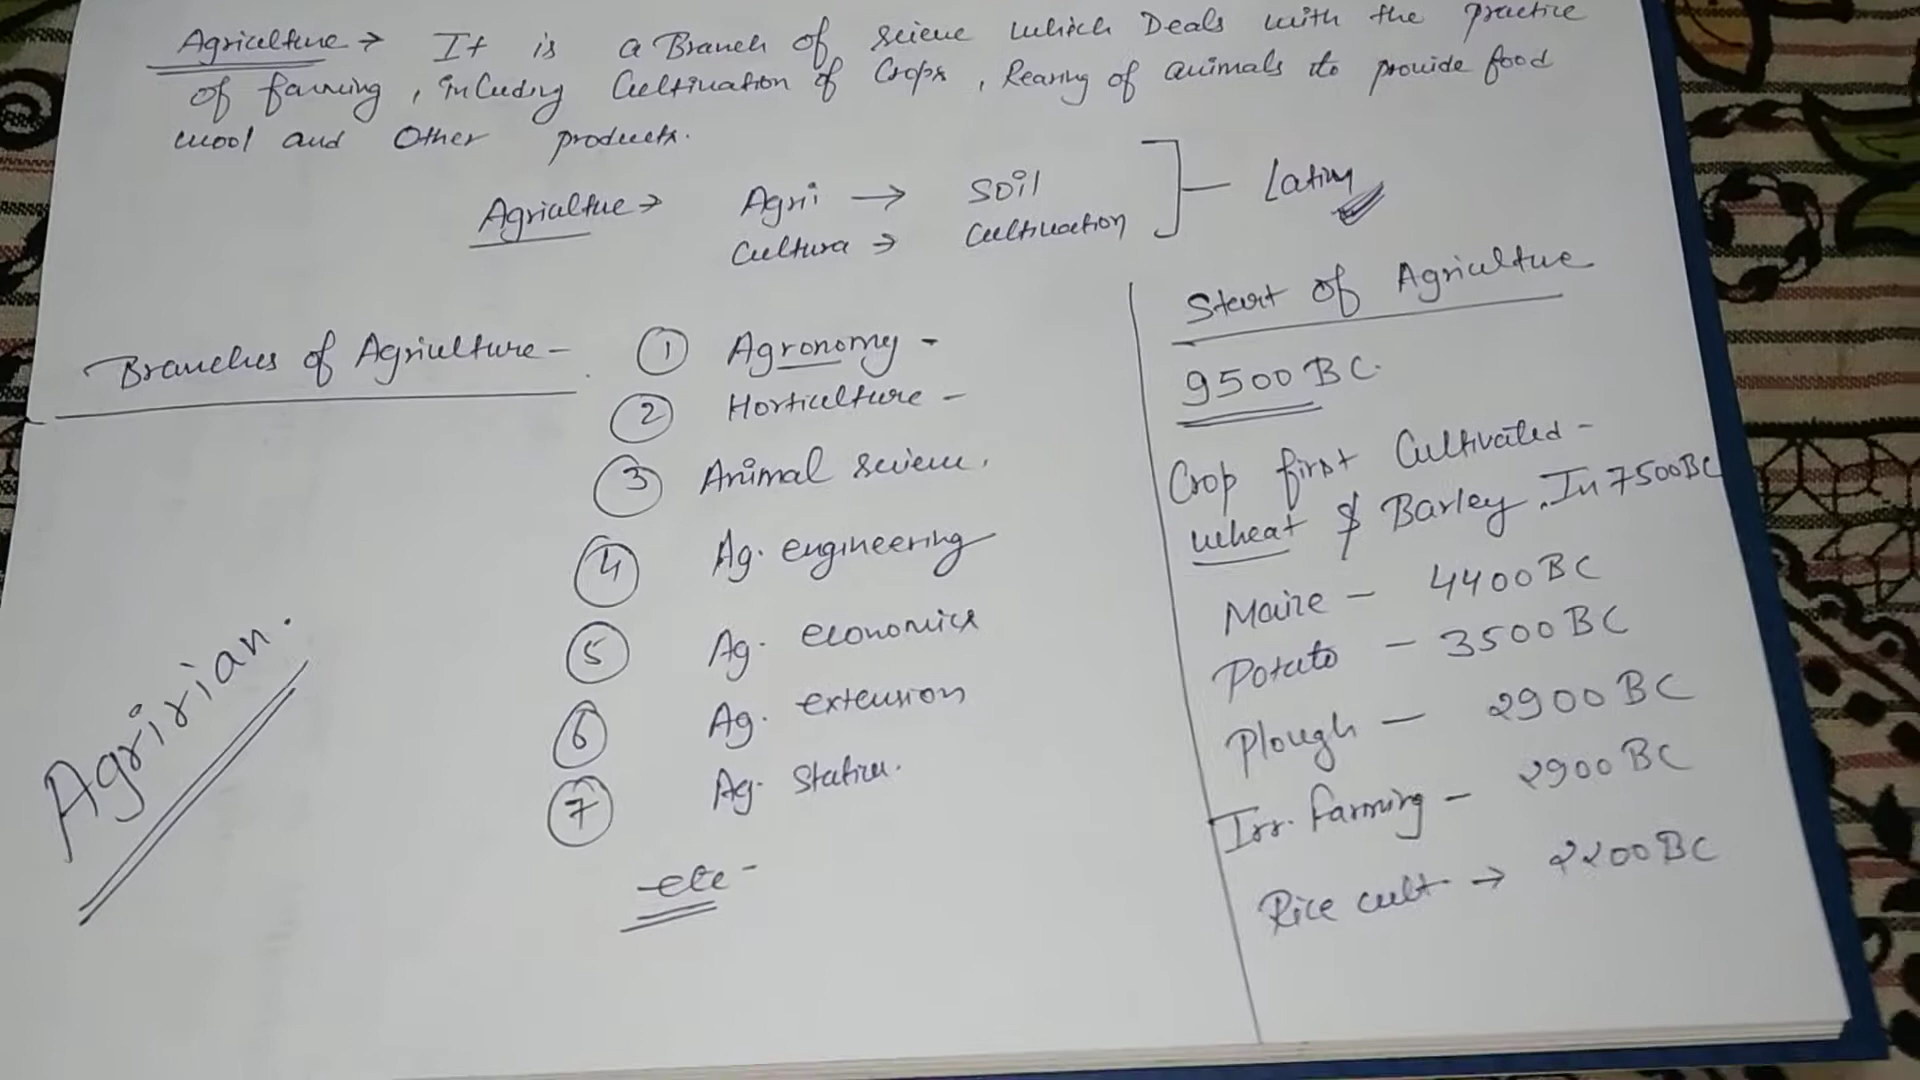 Agriculture → It is a Branch of science which Deals with the practice
of farming, including Cultivation of Crops, Rearing of animals to provide food
wool and Other products.
Agriculture → Agri → soil
Cultura → cultivation
Latin
Branches of Agriculture -
① Agronomy -
② Horticulture -
③ Animal science.
④ Ag. engineering
⑤ Ag. economics
⑥ Ag. extension
⑦ Ag.
etc -
Agririan.
Start of Agriculture
9500 BC.
Crop first Cultivated -
wheat & Barley. In 7500BC
Maize - 4400 BC
Potato - 3500 BC
Plough - 2900 BC
Irr. Farming - 2900 BC
Rice cult → 2200 BC